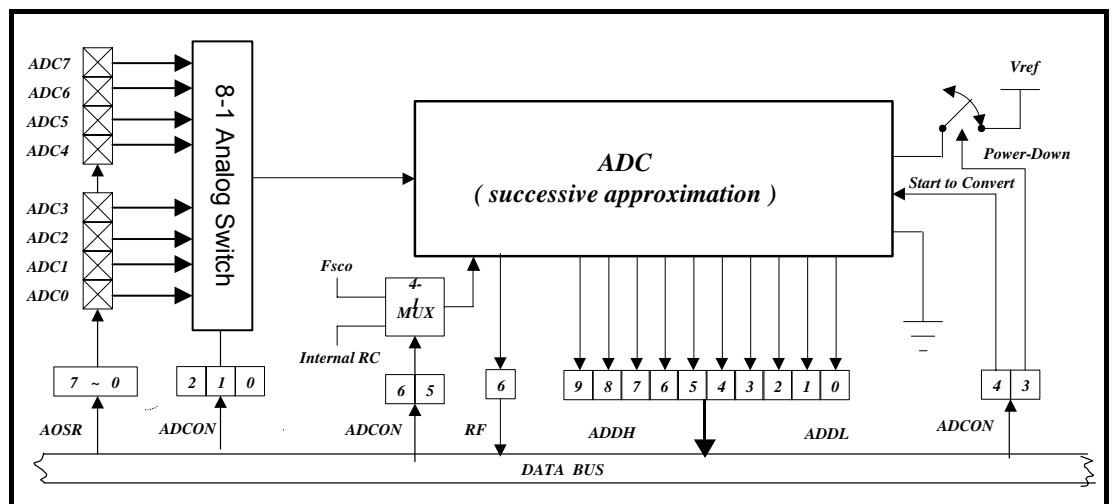 ADC7
ADC6
ADC5
ADC4
ADC3
ADC2
ADC1
ADC0
8-1 Analog Switch
ADC
( successive approximation )
Vref
Power-Down
Start to Convert
Fsco
4-1
MUX
Internal RC
7 ~ 0
2 1 0
6 5
6
9 8 7 6 5 4 3 2 1 0
4 3
AOSR
ADCON
ADCON
RF
ADDH
ADDL
ADCON
DATA BUS